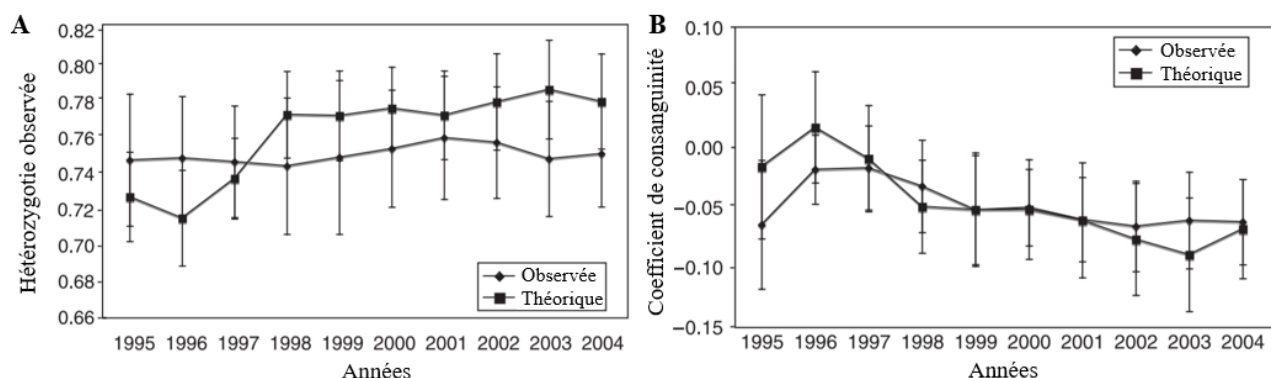 A
Hétérozygotie observée
0.82
0.80
0.78
0.76
0.74
0.72
0.70
0.68
0.66
Observée
Théorique
1995 1996 1997 1998 1999 2000 2001 2002 2003 2004
Années
B
Coefficient de consanguinité
0.10
0.05
0.00
−0.05
−0.10
−0.15
Observée
Théorique
1995 1996 1997 1998 1999 2000 2001 2002 2003 2004
Années